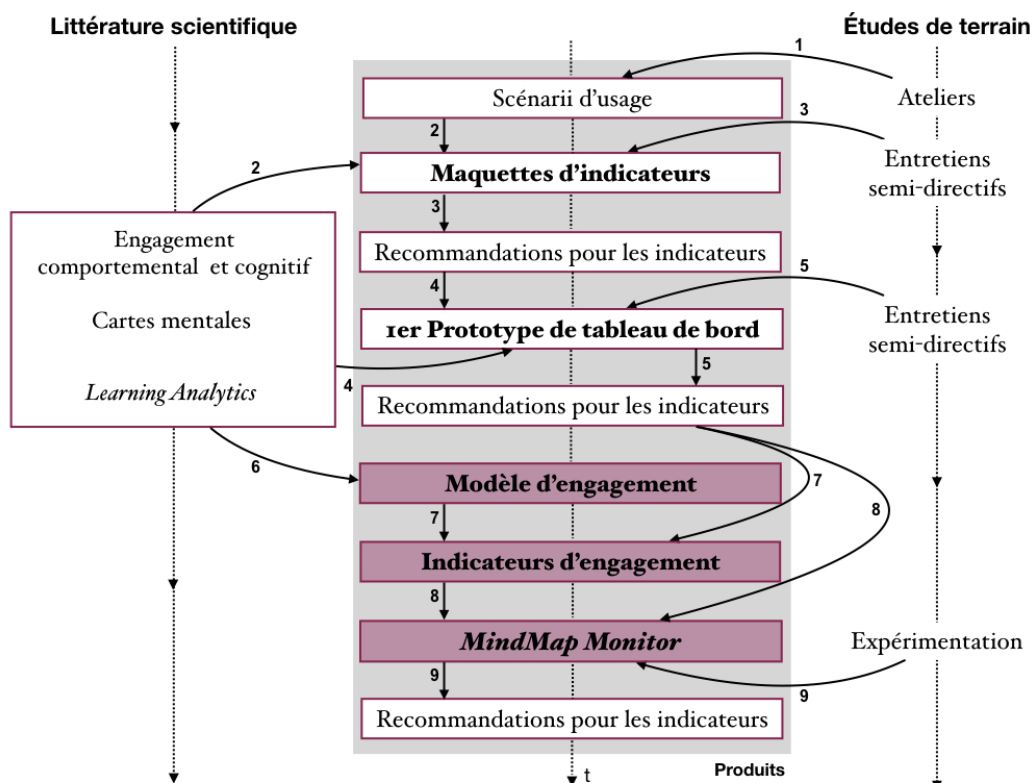 Littérature scientifique
Études de terrain
1
Scénarii d'usage
Ateliers
2
3
2
Maquettes d'indicateurs
Entretiens
semi-directifs
3
Engagement
comportemental et cognitif
Cartes mentales
Learning Analytics
Recommandations pour les indicateurs
4
5
1er Prototype de tableau de bord
Entretiens
semi-directifs
4
5
Recommandations pour les indicateurs
6
Modèle d'engagement
7
7
8
Indicateurs d'engagement
8
MindMap Monitor
Expérimentation
9
9
Recommandations pour les indicateurs
Produits
t